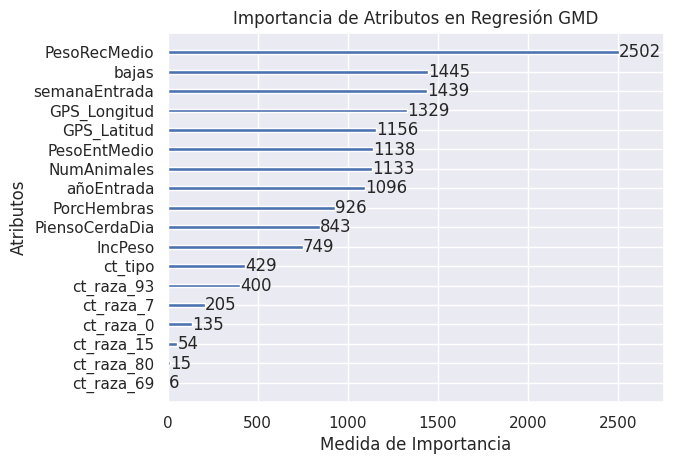 Importancia de Atributos en Regresión GMD
PesoRecMedio 2502
bajas 1445
semanaEntrada 1439
GPS_Longitud 1329
GPS_Latitud 1156
PesoEntMedio 1138
NumAnimales 1133
añoEntrada 1096
PorcHembras 926
PiensoCerdaDia 843
IncPeso 749
ct_tipo 429
ct_raza_93 400
ct_raza_7 205
ct_raza_0 135
ct_raza_15 54
ct_raza_80 15
ct_raza_69 6
Atributos
0 500 1000 1500 2000 2500
Medida de Importancia